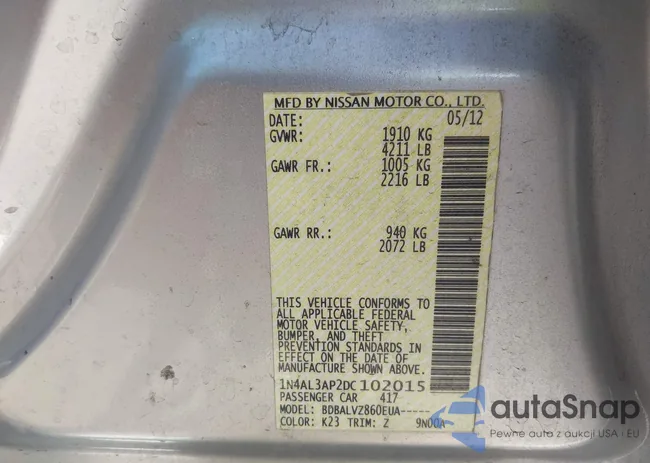 MFD BY NISSAN MOTOR CO., LTD.
DATE: 05/12
GVWR: 1910 KG
4211 LB
GAWR FR.: 1005 KG
2216 LB
GAWR RR.: 940 KG
2072 LB
THIS VEHICLE CONFORMS TO
ALL APPLICABLE FEDERAL
MOTOR VEHICLE SAFETY,
BUMPER, AND THEFT
PREVENTION STANDARDS IN
EFFECT ON THE DATE OF
MANUFACTURE SHOWN ABOVE.
1N4AL3AP2DC102015
PASSENGER CAR 417
MODEL: BDBALVZ860EUA-----
COLOR: K23 TRIM: Z 9N00A
autoSnap
Pewne auto z aukcji USA i EU